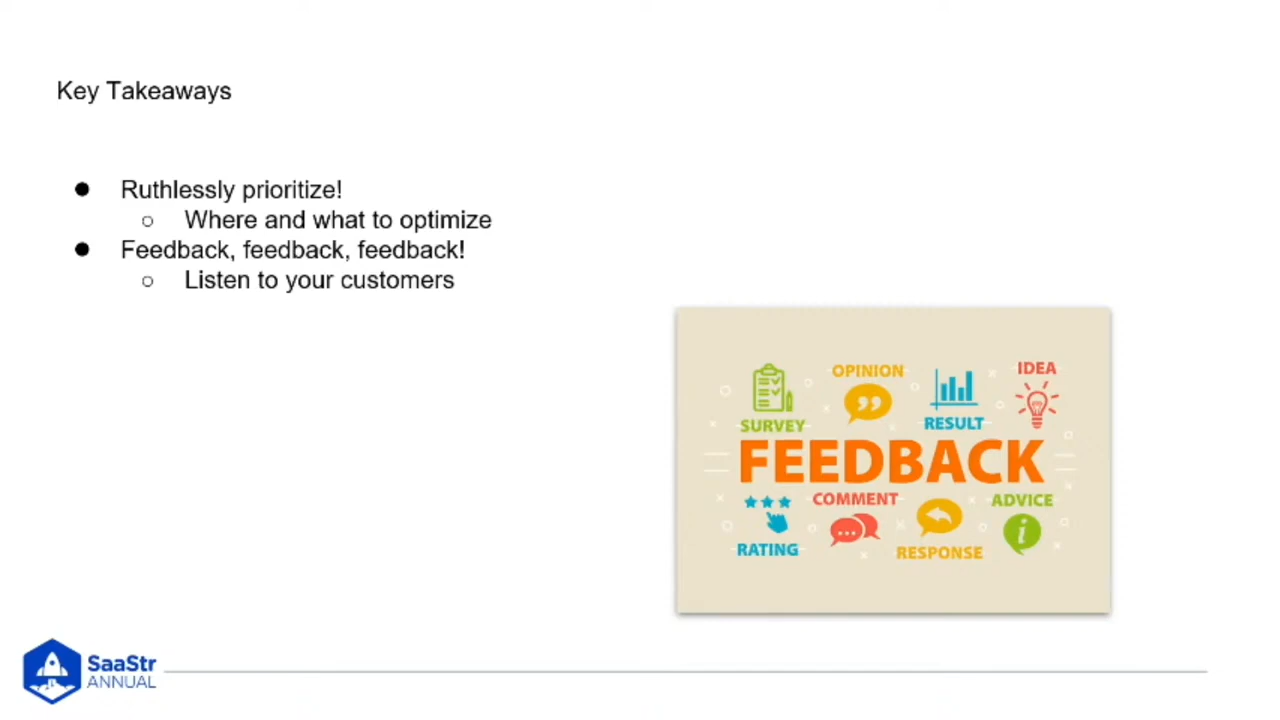 Key Takeaways
● Ruthlessly prioritize!
○ Where and what to optimize
● Feedback, feedback, feedback!
○ Listen to your customers
SURVEY
OPINION
RESULT
IDEA
FEEDBACK
RATING
COMMENT
RESPONSE
ADVICE
SaaStr
ANNUAL